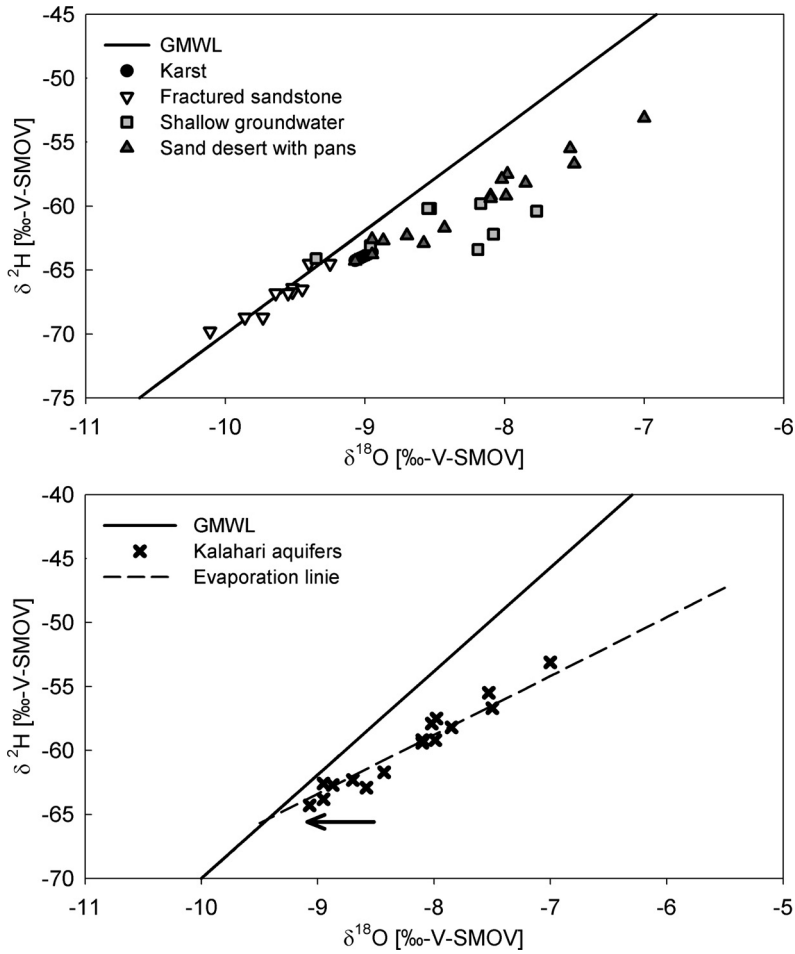 -45
-50
-55
-60
-65
-70
-75
δ ²H [‰-V-SMOV]
GMWL
Karst
Fractured sandstone
Shallow groundwater
Sand desert with pans
-11 -10 -9 -8 -7 -6
δ¹⁸O [‰-V-SMOV]
-40
-45
-50
-55
-60
-65
-70
δ ²H [‰-V-SMOV]
GMWL
Kalahari aquifers
Evaporation linie
-11 -10 -9 -8 -7 -6 -5
δ¹⁸O [‰-V-SMOV]